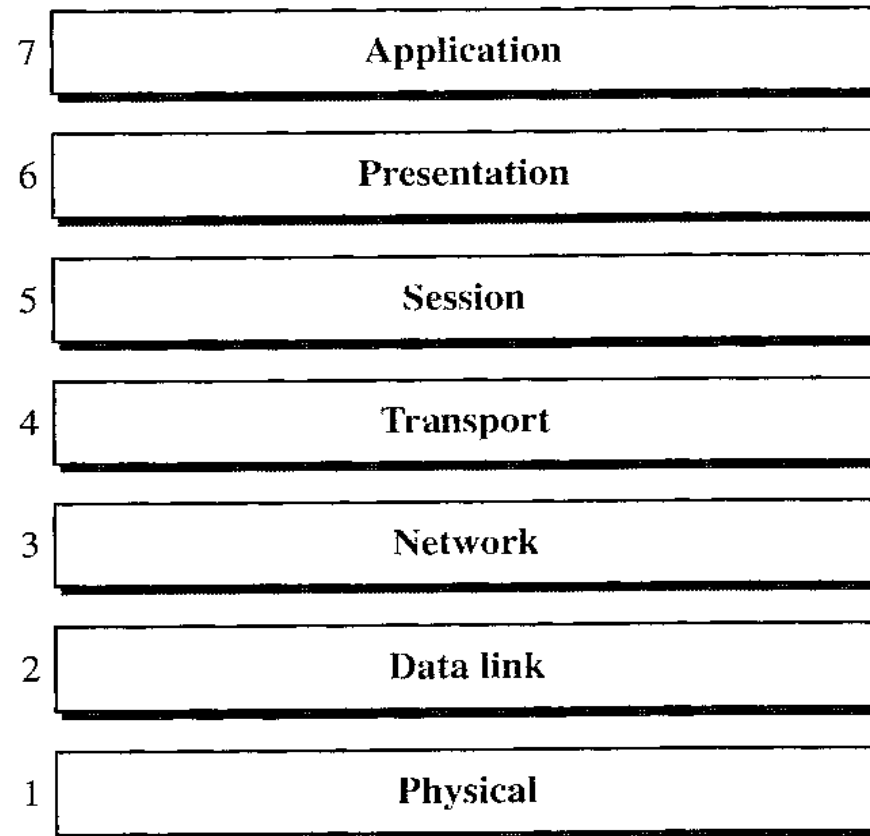 7 Application
6 Presentation
5 Session
4 Transport
3 Network
2 Data link
1 Physical